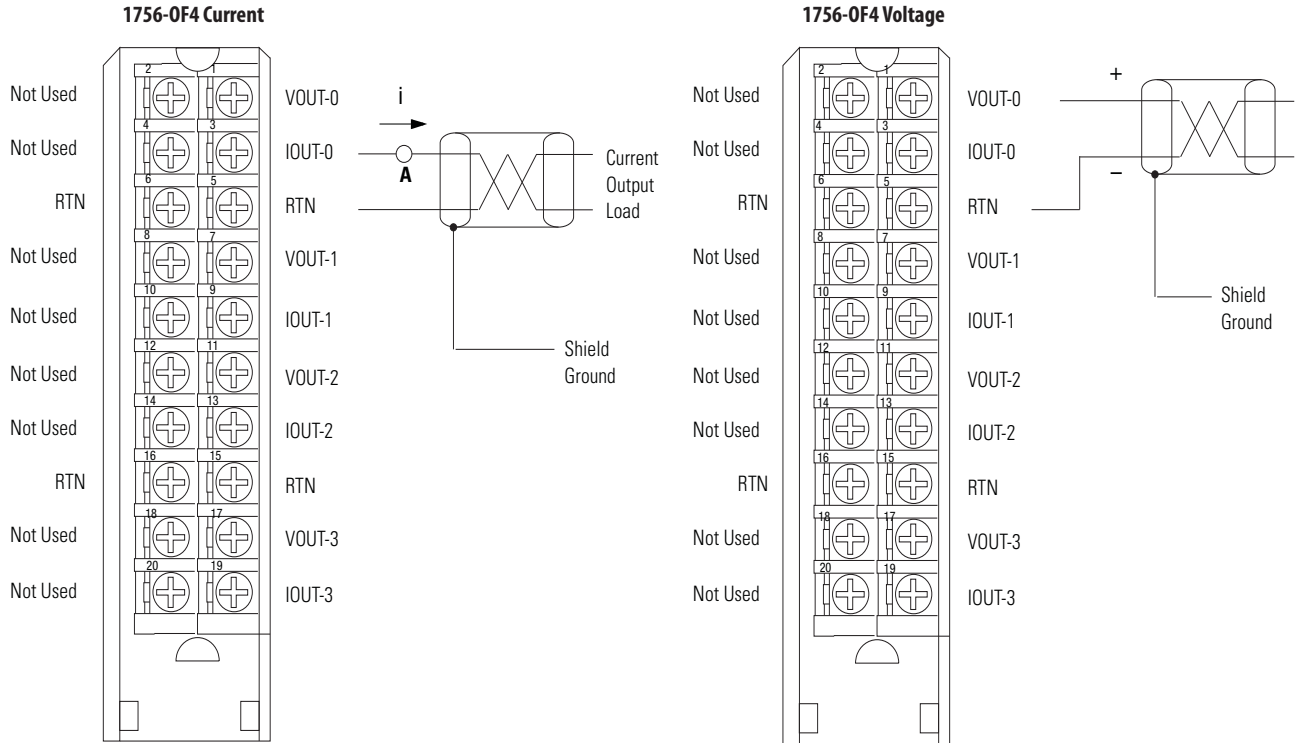 1756-OF4 Current
2 1
Not Used VOUT-0
4 3
Not Used IOUT-0
6 5
RTN RTN
8 7
Not Used VOUT-1
10 9
Not Used IOUT-1
12 11
Not Used VOUT-2
14 13
Not Used IOUT-2
16 15
RTN RTN
18 17
Not Used VOUT-3
20 19
Not Used IOUT-3
i
A
Current
Output
Load
Shield
Ground
1756-OF4 Voltage
2 1
Not Used VOUT-0
4 3
Not Used IOUT-0
6 5
RTN RTN
8 7
Not Used VOUT-1
10 9
Not Used IOUT-1
12 11
Not Used VOUT-2
14 13
Not Used IOUT-2
16 15
RTN RTN
18 17
Not Used VOUT-3
20 19
Not Used IOUT-3
+
–
Shield
Ground